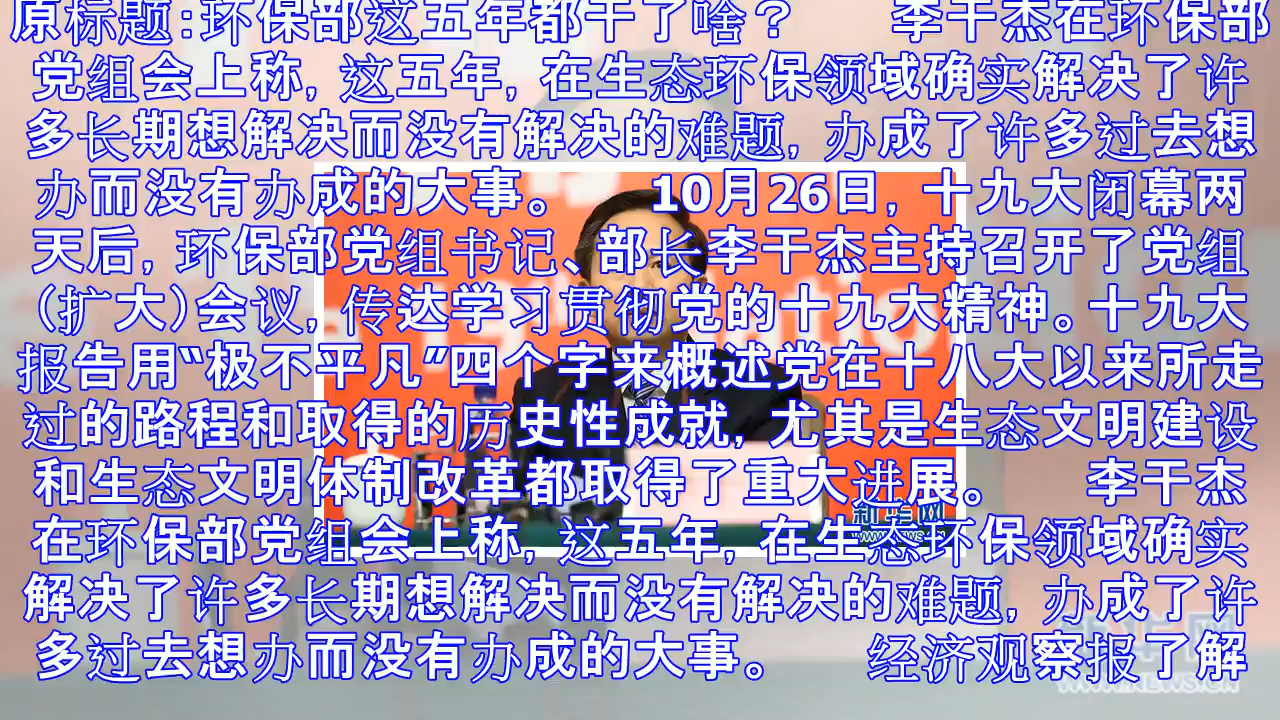 原标题:环保部这五年都干了啥？ 李干杰在环保部
党组会上称, 这五年, 在生态环保领域确实解决了许
多长期想解决而没有解决的难题, 办成了许多过去想
办而没有办成的大事。 10月26日, 十九大闭幕两
天后, 环保部党组书记、部长李干杰主持召开了党组
(扩大)会议, 传达学习贯彻党的十九大精神。十九大
报告用“极不平凡”四个字来概述党在十八大以来所走
过的路程和取得的历史性成就, 尤其是生态文明建设
和生态文明体制改革都取得了重大进展。 李干杰
在环保部党组会上称, 这五年, 在生态环保领域确实
解决了许多长期想解决而没有解决的难题, 办成了许
多过去想办而没有办成的大事。 经济观察报了解
新华网
WWW.NEWS.CN